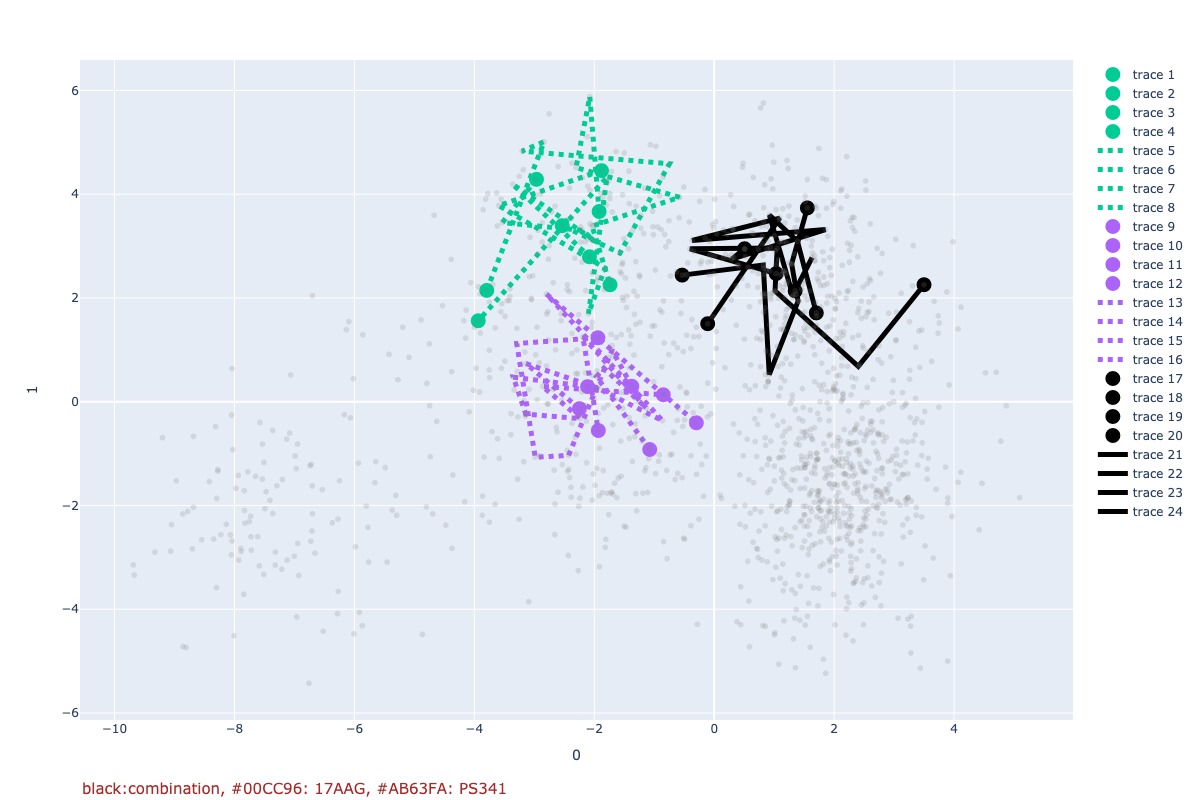 6
4
2
0
−2
−4
−6
1
−10
−8
−6
−4
−2
0
2
4
0
trace 1
trace 2
trace 3
trace 4
trace 5
trace 6
trace 7
trace 8
trace 9
trace 10
trace 11
trace 12
trace 13
trace 14
trace 15
trace 16
trace 17
trace 18
trace 19
trace 20
trace 21
trace 22
trace 23
trace 24
black:combination, #00CC96: 17AAG, #AB63FA: PS341